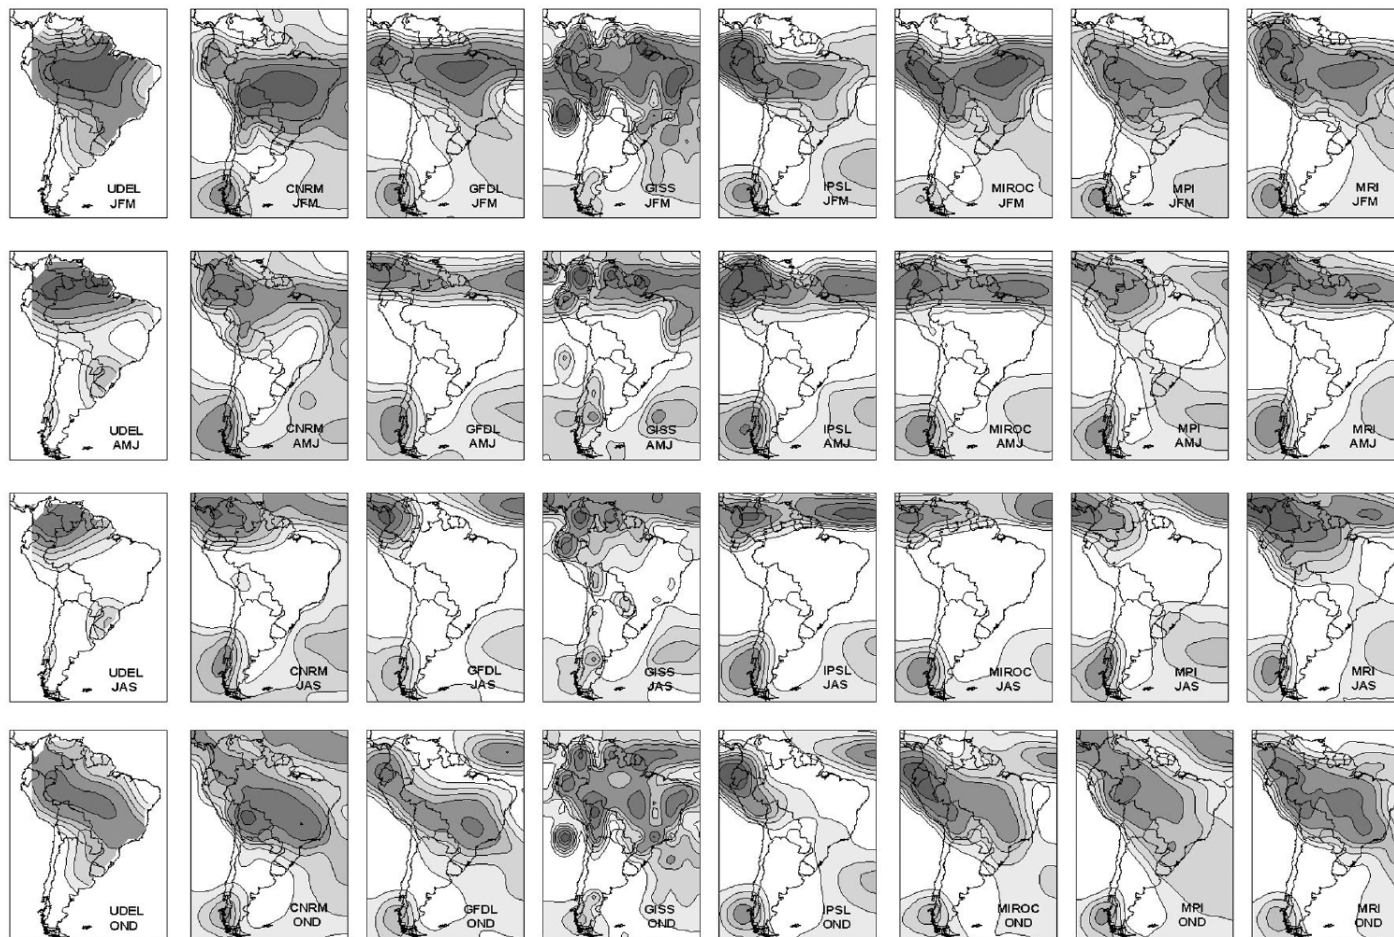 UDEL
JFM
CNRM
JFM
GFDL
JFM
GISS
JFM
IPSL
JFM
MIROC
JFM
MPI
JFM
MRI
JFM
UDEL
AMJ
CNRM
AMJ
GFDL
AMJ
GISS
AMJ
IPSL
AMJ
MIROC
AMJ
MPI
AMJ
MRI
AMJ
UDEL
JAS
CNRM
JAS
GFDL
JAS
GISS
JAS
IPSL
JAS
MIROC
JAS
MPI
JAS
MRI
JAS
UDEL
OND
CNRM
OND
GFDL
OND
GISS
OND
IPSL
OND
MIROC
OND
MPI
OND
MRI
OND